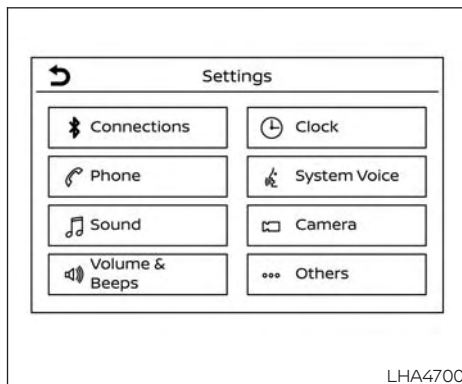 Settings
Connections
Clock
Phone
System Voice
Sound
Camera
Volume &
Beeps
Others
LHA4700